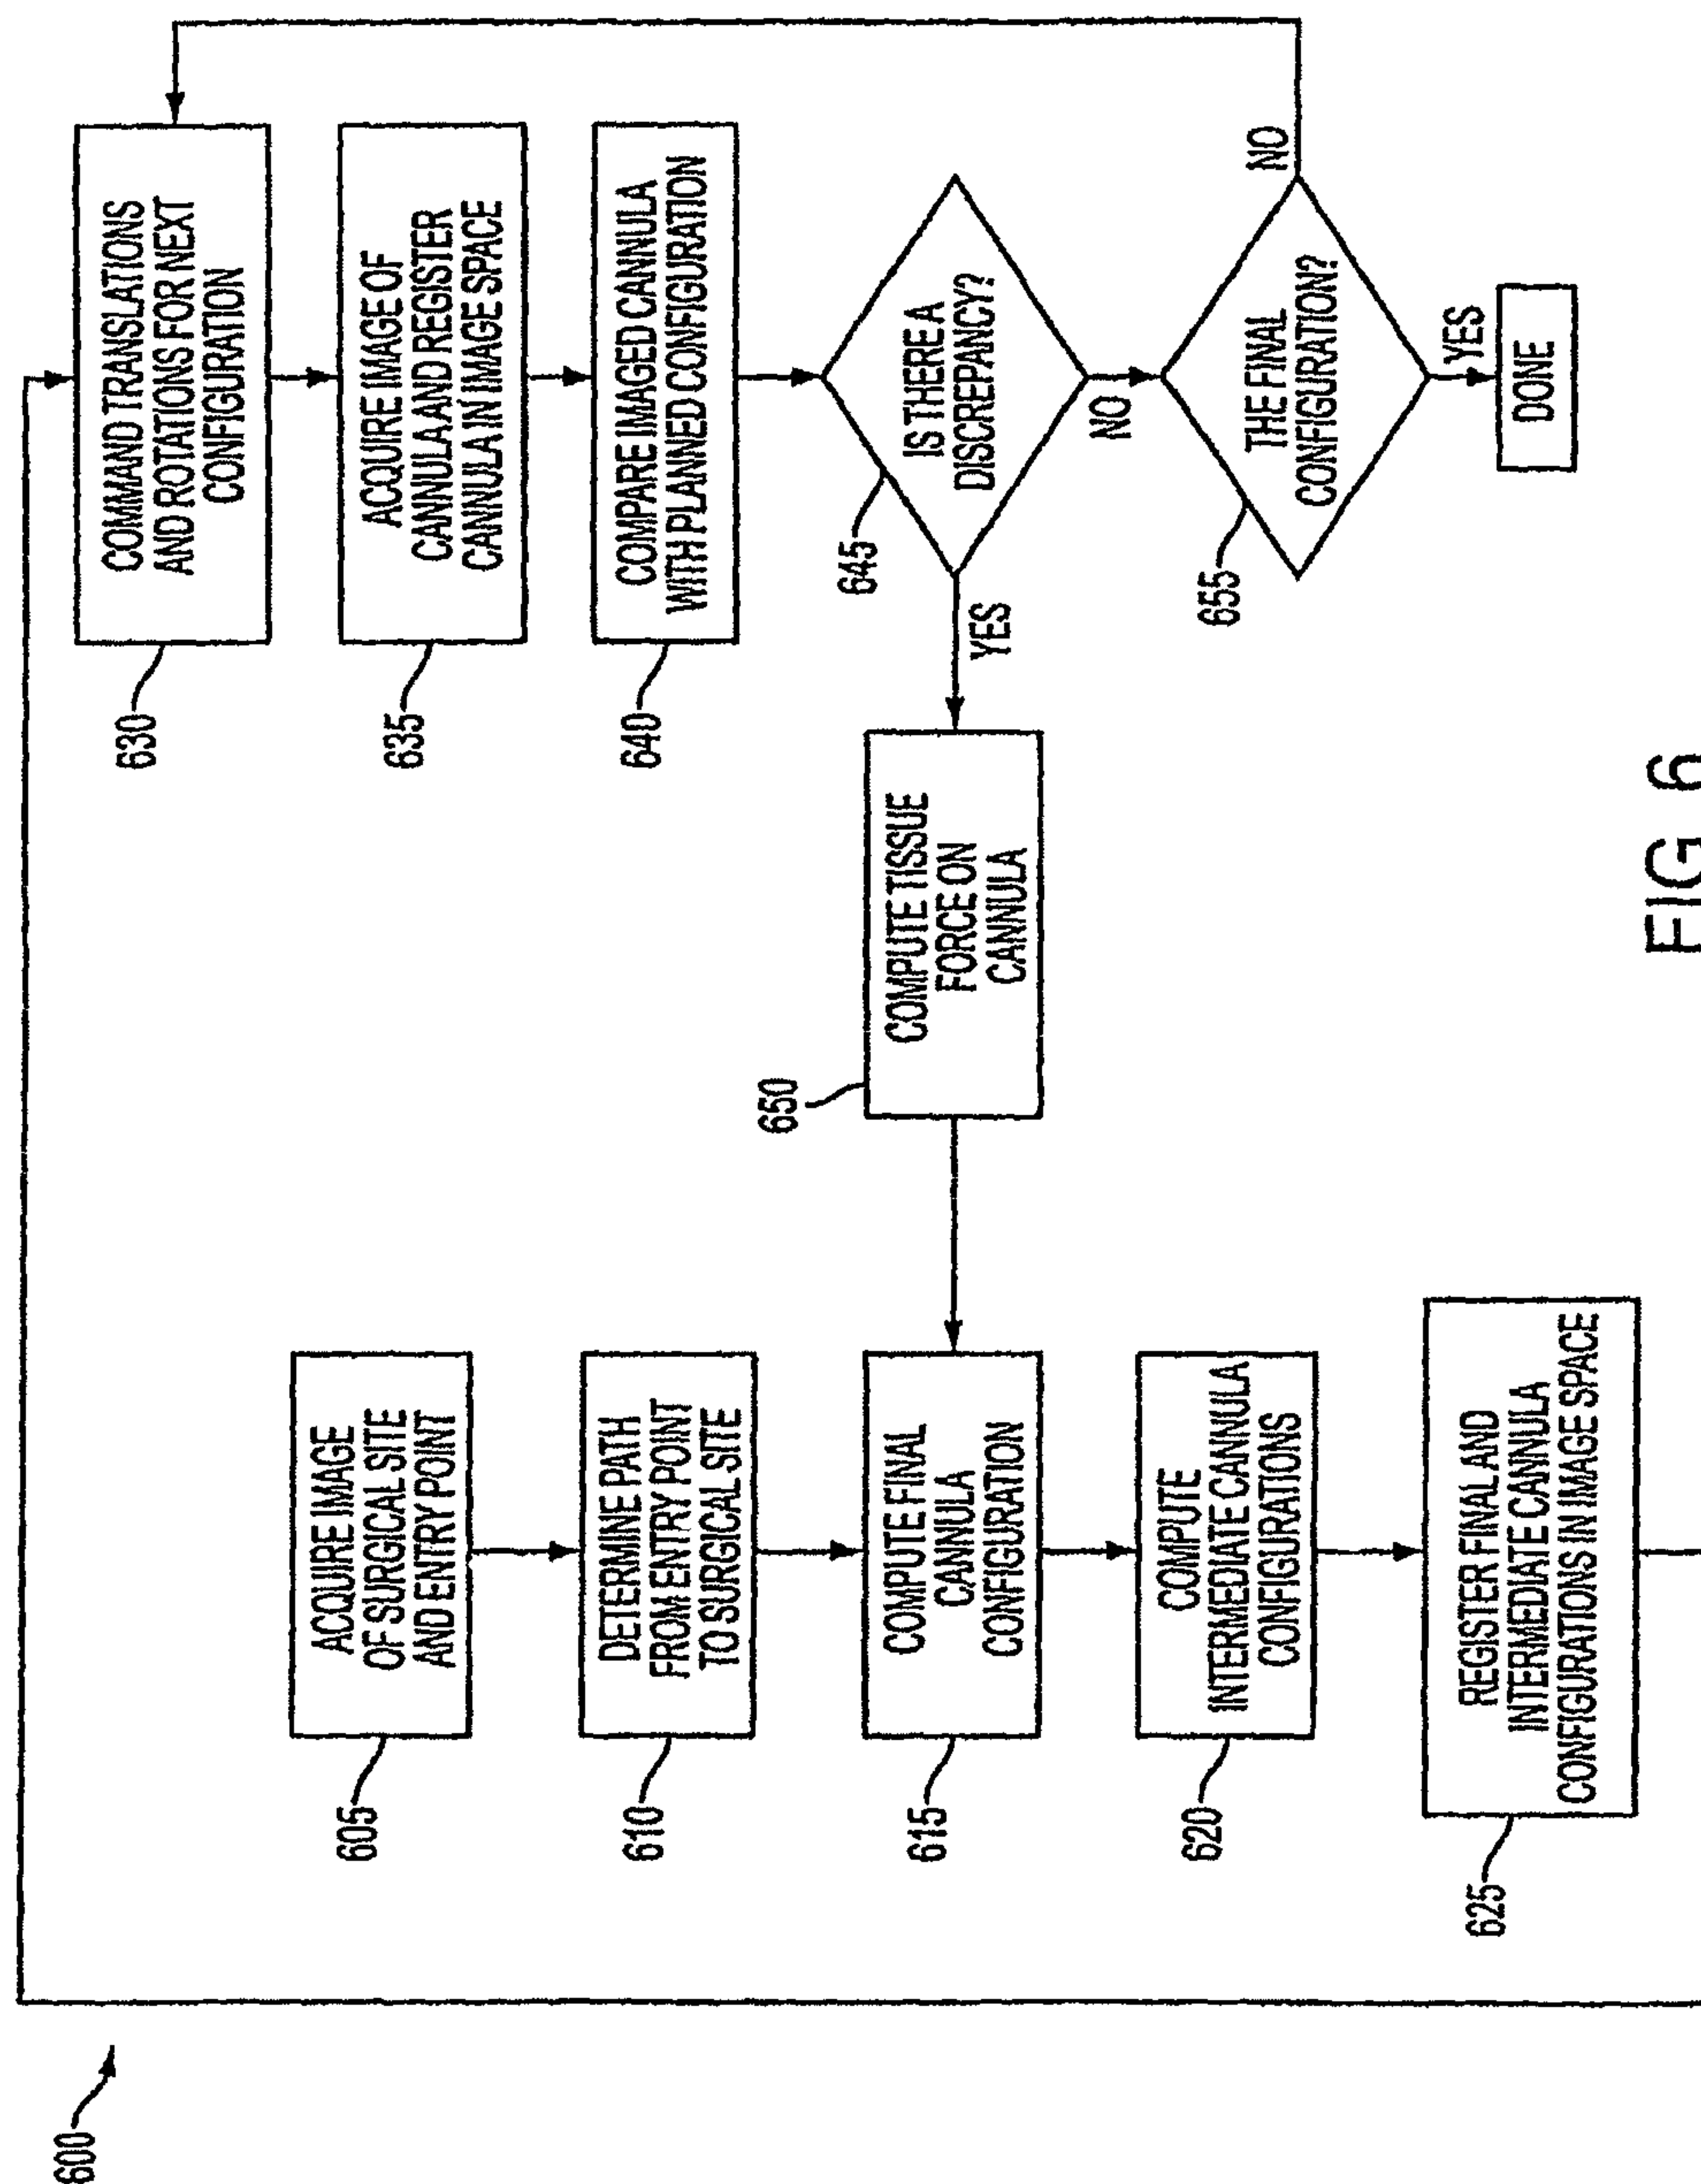 600
ACQUIRE IMAGE
OF SURGICAL SITE
AND ENTRY POINT
605
DETERMINE PATH
FROM ENTRY POINT
TO SURGICAL SITE
610
COMPUTE FINAL
CANNULA
CONFIGURATION
615
COMPUTE
INTERMEDIATE CANNULA
CONFIGURATIONS
620
REGISTER FINAL AND
INTERMEDIATE CANNULA
CONFIGURATIONS IN IMAGE SPACE
625
COMMAND TRANSLATIONS
AND ROTATIONS FOR NEXT
CONFIGURATION
630
ACQUIRE IMAGE OF
CANNULA AND REGISTER
CANNULA IN IMAGE SPACE
635
COMPARE IMAGED CANNULA
WITH PLANNED CONFIGURATION
640
IS THERE A
DISCREPANCY?
645
YES
NO
COMPUTE TISSUE
FORCE ON
CANNULA
650
THE FINAL
CONFIGURATION?
655
NO
YES
DONE
FIG. 6